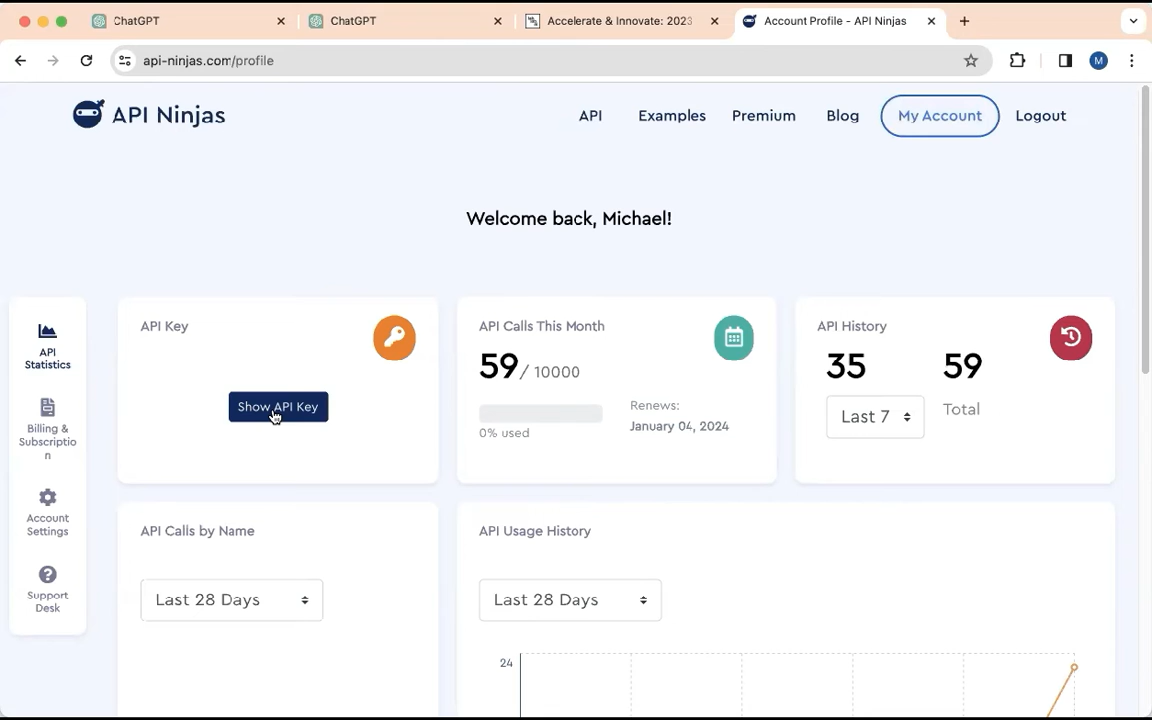 ChatGPT
ChatGPT
Accelerate & Innovate: 2023
Account Profile - API Ninjas
api-ninjas.com/profile
M
API Ninjas
API
Examples
Premium
Blog
My Account
Logout
Welcome back, Michael!
API
Statistics
Billing &
Subscriptio
n
Account
Settings
Support
Desk
API Key
Show API Key
API Calls This Month
59 / 10000
0% used
Renews:
January 04, 2024
API History
35
59
Last 7
Total
API Calls by Name
Last 28 Days
API Usage History
Last 28 Days
24